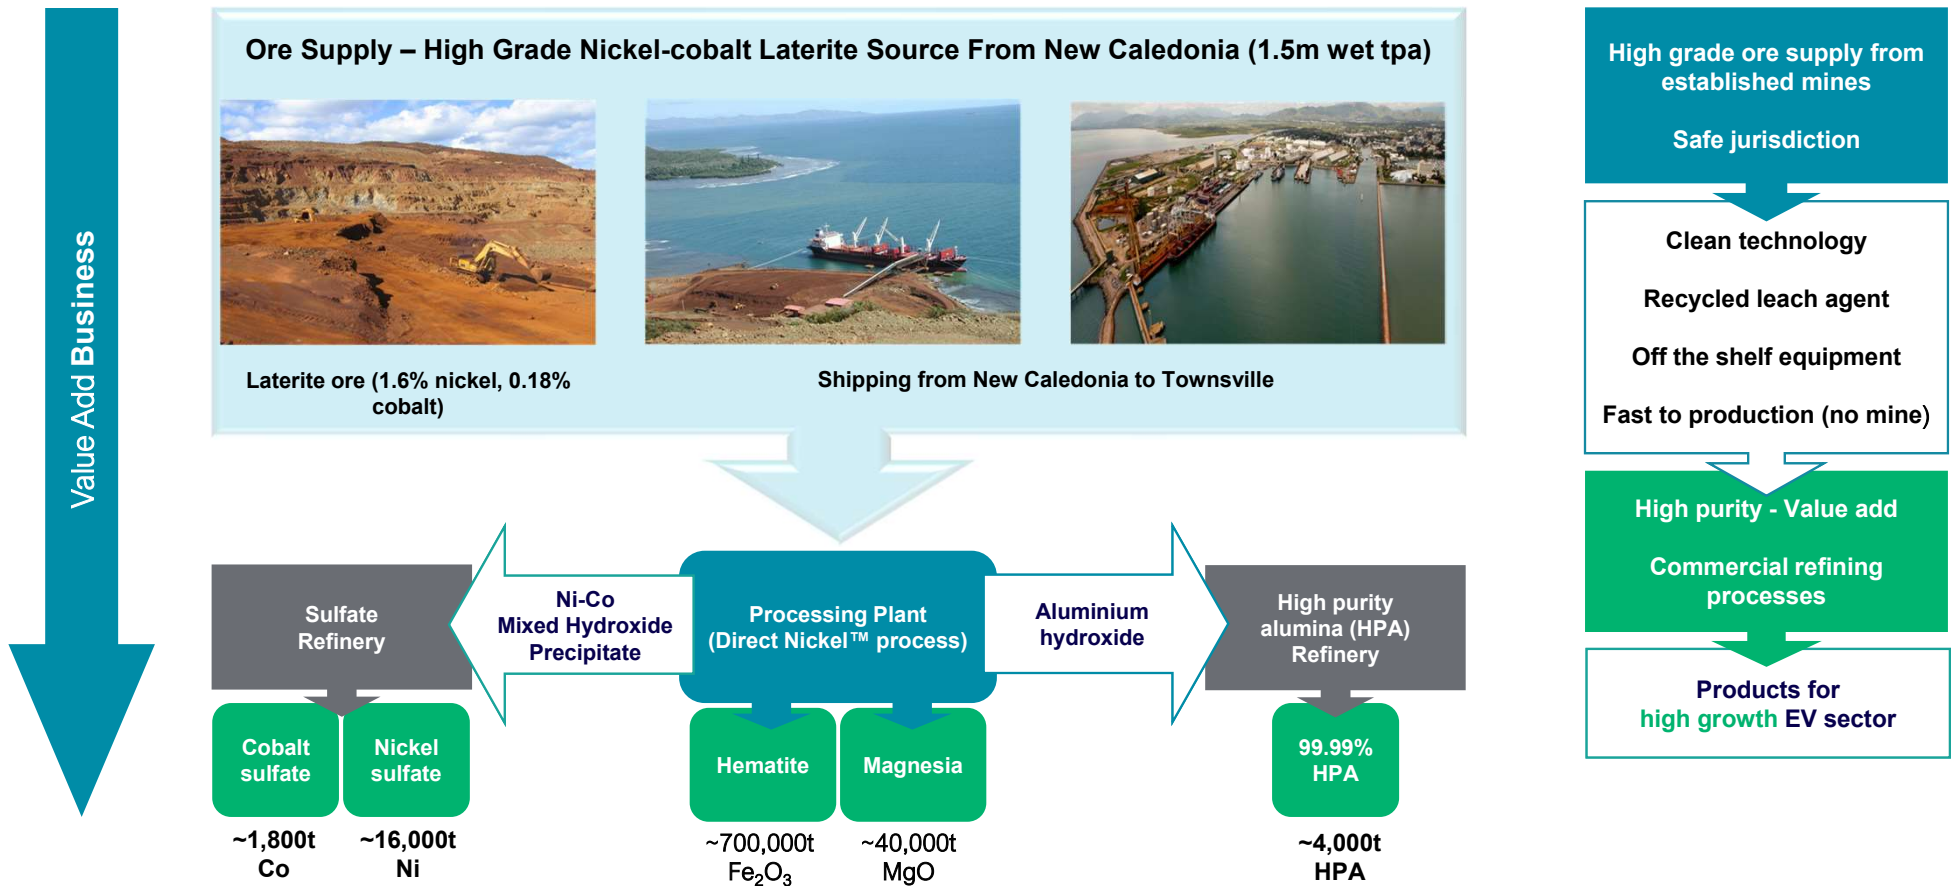 Value Add Business
Ore Supply – High Grade Nickel-cobalt Laterite Source From New Caledonia (1.5m wet tpa)
Laterite ore (1.6% nickel, 0.18%
cobalt)
Shipping from New Caledonia to Townsville
Sulfate
Refinery
Ni-Co
Mixed Hydroxide
Precipitate
Processing Plant
(Direct Nickel™ process)
Aluminium
hydroxide
High purity
alumina (HPA)
Refinery
Cobalt
sulfate
Nickel
sulfate
Hematite
Magnesia
99.99%
HPA
~1,800t
Co
~16,000t
Ni
~700,000t
Fe₂O₃
~40,000t
MgO
~4,000t
HPA
High grade ore supply from
established mines
Safe jurisdiction
Clean technology
Recycled leach agent
Off the shelf equipment
Fast to production (no mine)
High purity - Value add
Commercial refining
processes
Products for
high growth EV sector